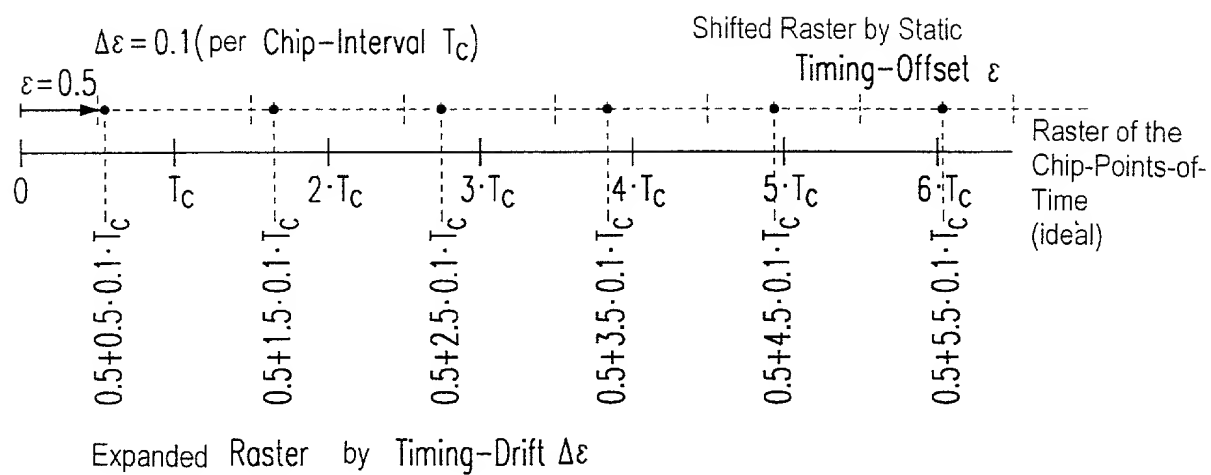 Δε = 0.1 (per Chip-Interval T_C)
Shifted Raster by Static
Timing-Offset ε
ε=0.5
Raster of the
Chip-Points-of-
Time
(ideal)
0
T_C
2·T_C
3·T_C
4·T_C
5·T_C
6·T_C
0.5+0.5·0.1·T_C
0.5+1.5·0.1·T_C
0.5+2.5·0.1·T_C
0.5+3.5·0.1·T_C
0.5+4.5·0.1·T_C
0.5+5.5·0.1·T_C
Expanded Raster by Timing-Drift Δε